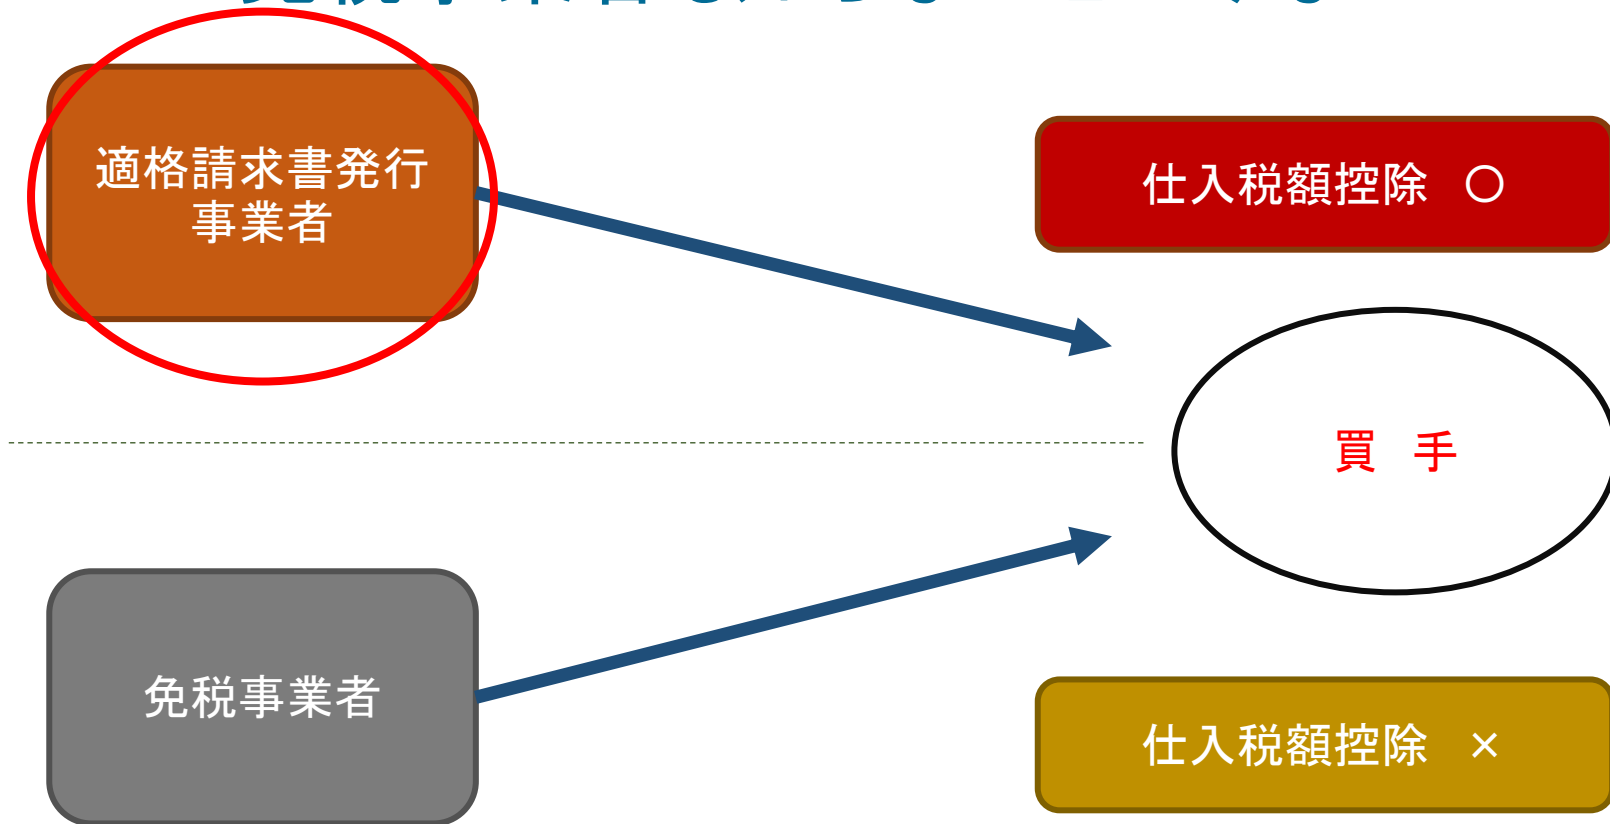 適格請求書発行
事業者
仕入税額控除　○
買　手
免税事業者
仕入税額控除　×